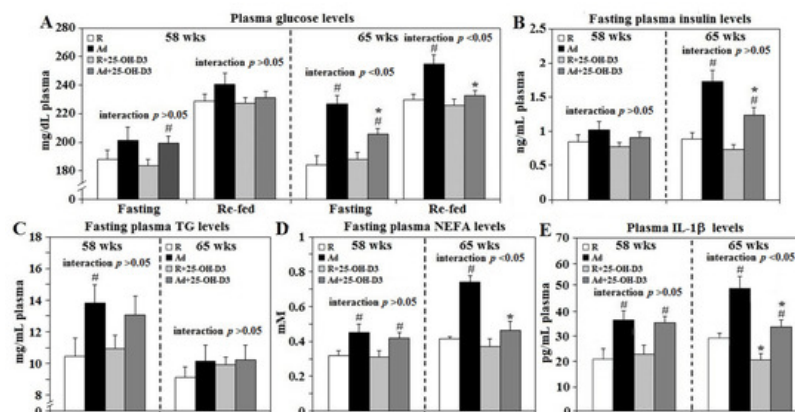 A
Plasma glucose levels
R
Ad
R+25-OH-D3
Ad+25-OH-D3
58 wks
65 wks
interaction p >0.05
interaction p >0.05
interaction p <0.05
interaction p <0.05
#
#
*
#
#
*
mg/dL plasma
280
260
240
220
200
180
0
Fasting
Re-fed
Fasting
Re-fed
B
Fasting plasma insulin levels
R
Ad
R+25-OH-D3
Ad+25-OH-D3
58 wks
65 wks
interaction p >0.05
interaction p >0.05
#
*
#
ng/mL plasma
2.5
2
1.5
1
0.5
0
C
Fasting plasma TG levels
R
Ad
R+25-OH-D3
Ad+25-OH-D3
58 wks
65 wks
interaction p >0.05
interaction p >0.05
#
mg/mL plasma
18
16
14
12
10
8
0
D
Fasting plasma NEFA levels
R
Ad
R+25-OH-D3
Ad+25-OH-D3
58 wks
65 wks
interaction p >0.05
interaction p <0.05
#
#
#
*
mM
1
0.8
0.6
0.4
0.2
0
E
Plasma IL-1β levels
R
Ad
R+25-OH-D3
Ad+25-OH-D3
58 wks
65 wks
interaction p >0.05
interaction p <0.05
#
#
#
*
*
#
pg/mL plasma
70
60
50
40
30
20
10
0